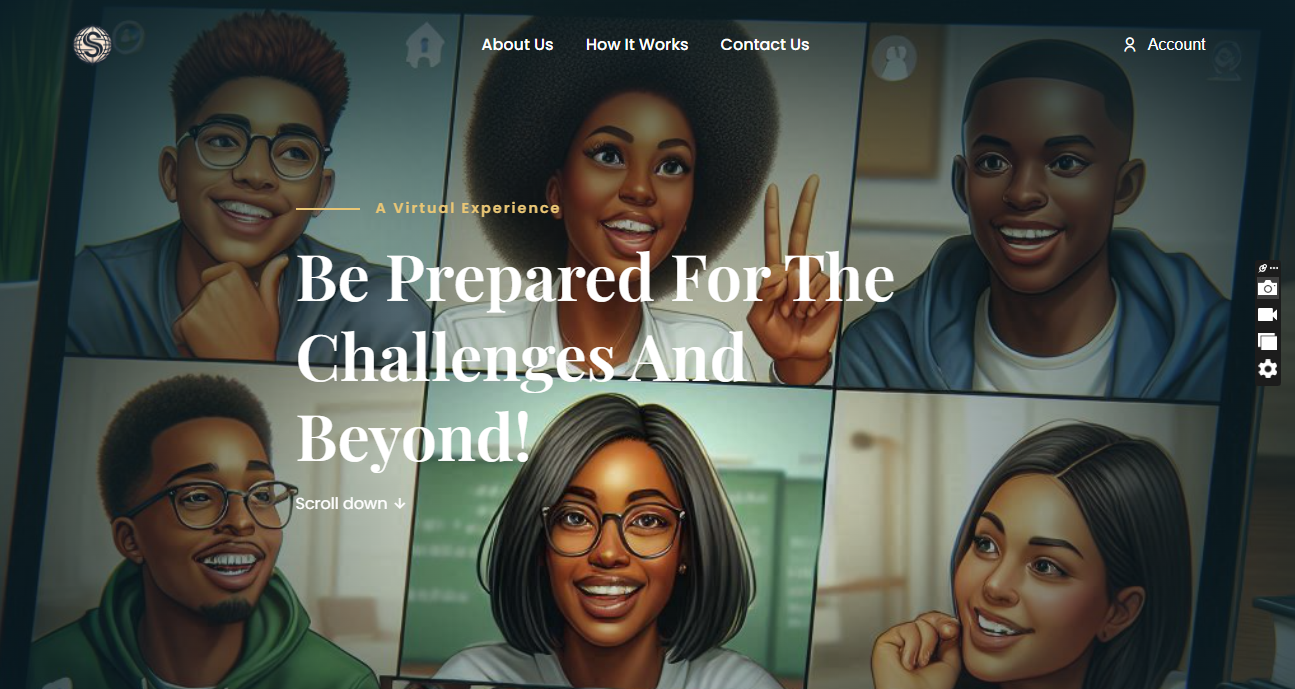 About Us
How It Works
Contact Us
Account
A Virtual Experience
Be Prepared For The
Challenges And
Beyond!
Scroll down ↓